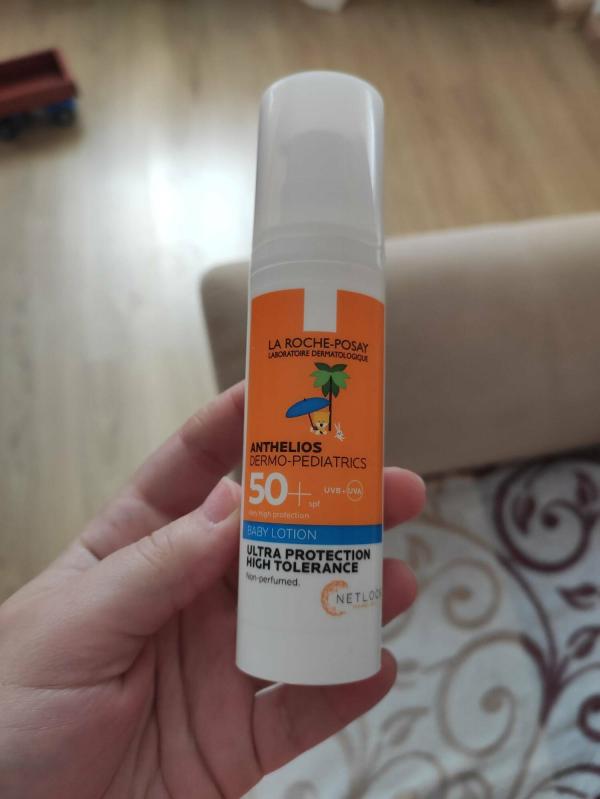 LA ROCHE-POSAY
LABORATOIRE DERMATOLOGIQUE
ANTHELIOS
DERMO-PEDIATRICS
50+ spf UVB + UVA
Very high protection
BABY LOTION
ULTRA PROTECTION
HIGH TOLERANCE
Non-perfumed.